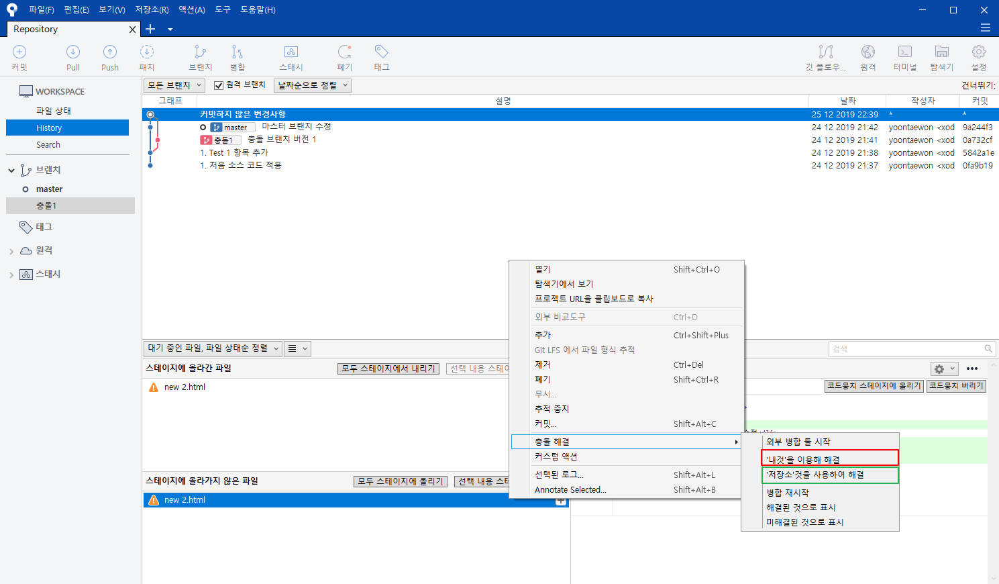 파일(F) 편집(E) 보기(V) 저장소(R) 액션(A) 도구 도움말(H)
Repository
커밋 Pull Push 패치 브랜치 병합 스태시 폐기 태그 깃 플로우... 원격 터미널 탐색기 설정
WORKSPACE
파일 상태
History
Search
브랜치
master
충돌1
태그
원격
스태시
모든 브랜치 원격 브랜치 날짜순으로 정렬 건너뛰기:
그래프 설명 날짜 작성자 커밋
커밋하지 않은 변경사항 25 12 2019 22:39 * *
master 마스터 브랜치 수정 24 12 2019 21:42 yoontaewon <xod 9a244f3
충돌1 충돌 브랜치 버전 1 24 12 2019 21:41 yoontaewon <xod 0a732cf
1. Test 1 항목 추가 24 12 2019 21:38 yoontaewon <xod 5842a1e
1. 처음 소스 코드 적용 24 12 2019 21:37 yoontaewon <xod 0fa9b19
대기 중인 파일, 파일 상태순 정렬 검색
스테이지에 올라간 파일 모두 스테이지에서 내리기 선택 내용 스테이
new 2.html
코드뭉치 스테이지에 올리기 코드뭉치 버리기
스테이지에 올라가지 않은 파일 모두 스테이지에 올리기 선택 내용 스테
new 2.html
열기 Shift+Ctrl+O
탐색기에서 보기
프로젝트 URL을 클립보드로 복사
외부 비교도구 Ctrl+D
추가 Ctrl+Shift+Plus
Git LFS 에서 파일 형식 추적
제거 Ctrl+Del
폐기 Shift+Ctrl+R
무시...
추적 중지
커밋... Shift+Alt+C
충돌 해결
커스텀 액션
선택된 로그... Shift+Alt+L
Annotate Selected... Shift+Alt+B
외부 병합 툴 시작
'내것'을 이용해 해결
'저장소'것을 사용하여 해결
병합 재시작
해결된 것으로 표시
미해결된 것으로 표시